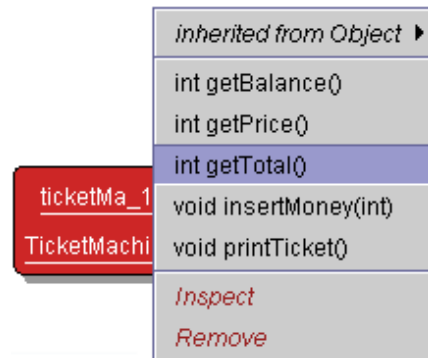 inherited from Object
int getBalance()
int getPrice()
int getTotal()
void insertMoney(int)
void printTicket()
Inspect
Remove
ticketMa_1
TicketMachi